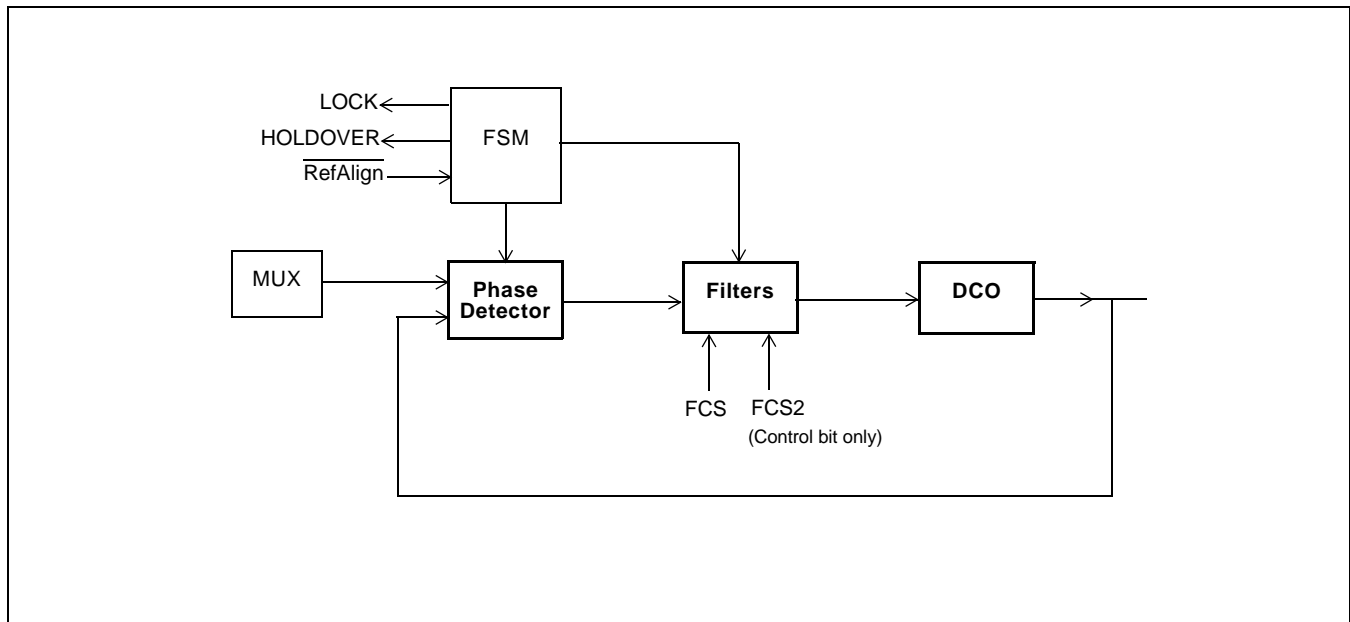 LOCK
HOLDOVER
RefAlign
FSM
MUX
Phase
Detector
Filters
DCO
FCS
FCS2
(Control bit only)